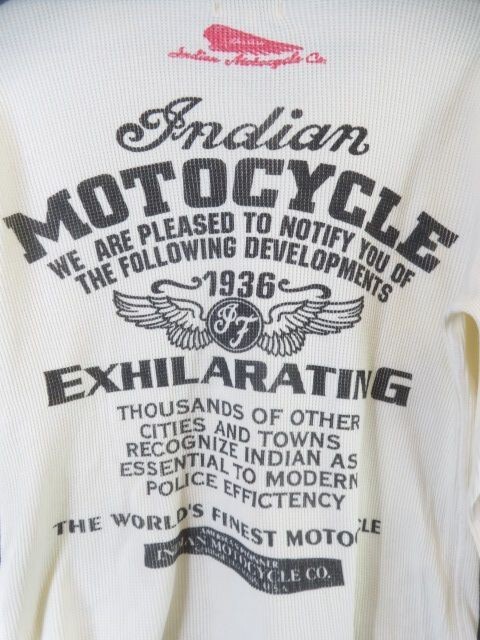 Indian Motocycle Co.
Indian
MOTOCYCLE
WE ARE PLEASED TO NOTIFY YOU OF
THE FOLLOWING DEVELOPMENTS
1936
EXHILARATING
THOUSANDS OF OTHER
CITIES AND TOWNS
RECOGNIZE INDIAN AS
ESSENTIAL TO MODERN
POLICE EFFICTENCY
THE WORLD'S FINEST MOTOCYCLE
INDIAN MOTOCYCLE CO.